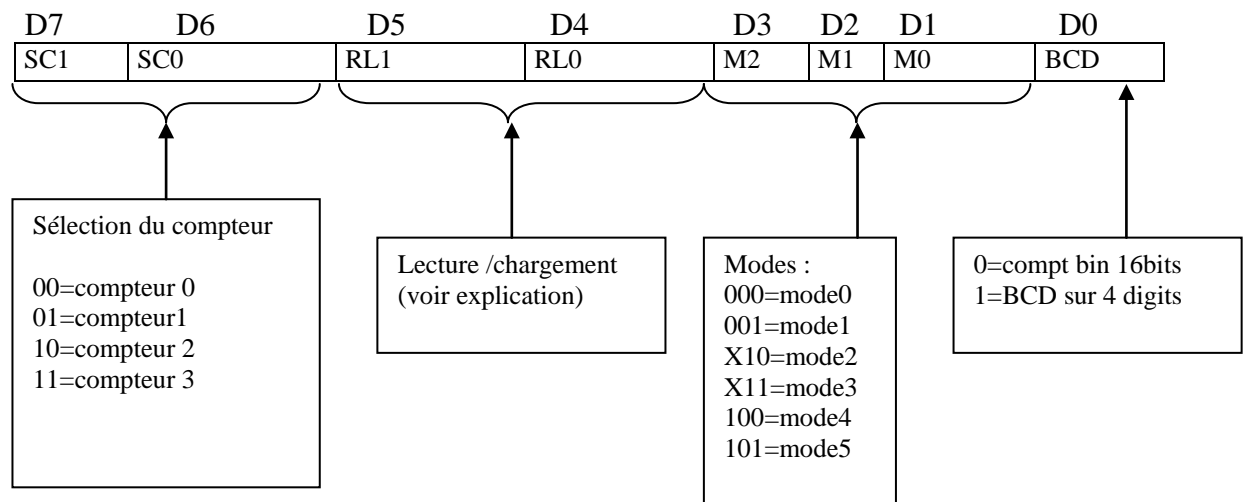 D7 D6 D5 D4 D3 D2 D1 D0
SC1 SC0 RL1 RL0 M2 M1 M0 BCD
Sélection du compteur
00=compteur 0
01=compteur1
10=compteur 2
11=compteur 3
Lecture /chargement
(voir explication)
Modes :
000=mode0
001=mode1
X10=mode2
X11=mode3
100=mode4
101=mode5
0=compt bin 16bits
1=BCD sur 4 digits